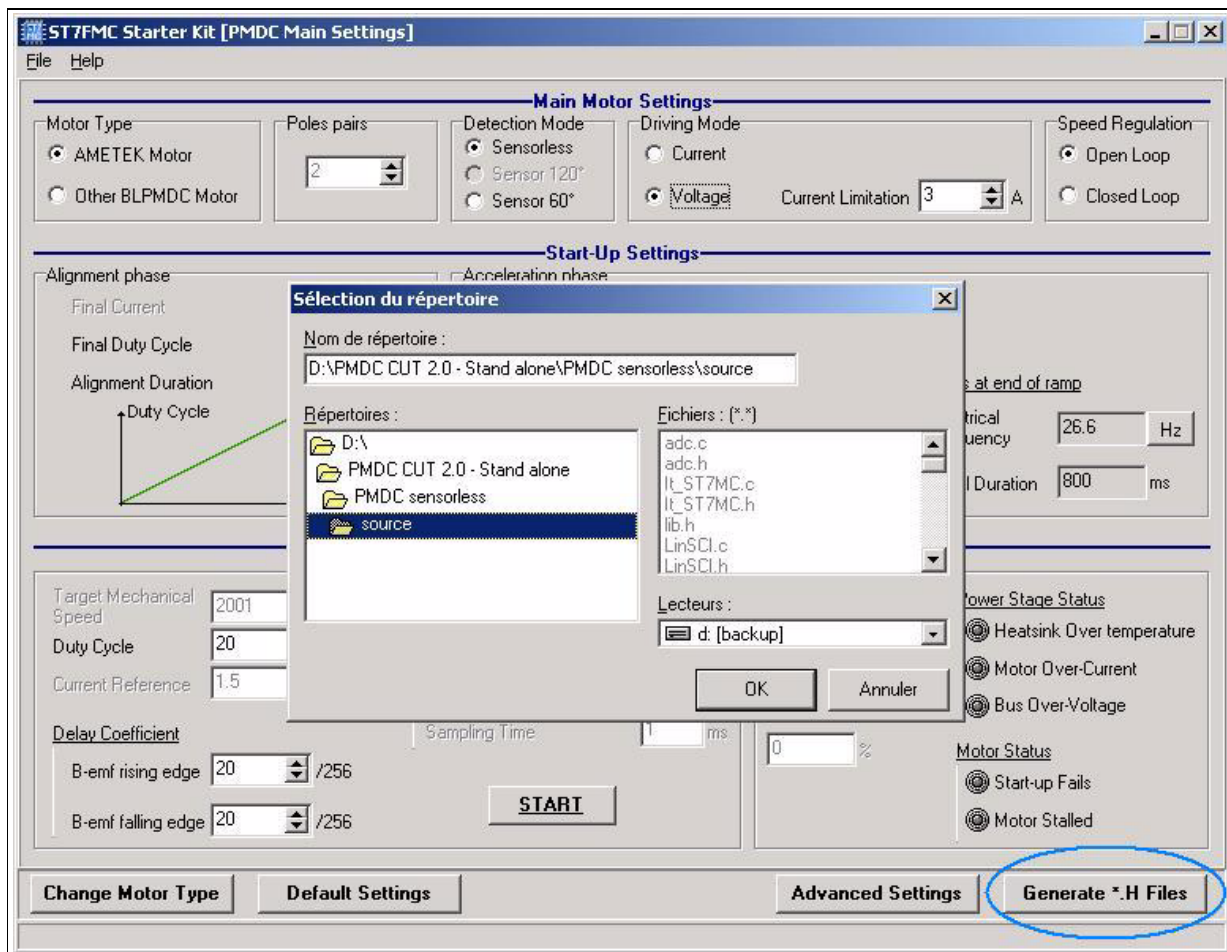 ST7FMC Starter Kit [PMDC Main Settings]
File Help
Main Motor Settings
Motor Type
AMETEK Motor
Other BLPMDC Motor
Poles pairs
2
Detection Mode
Sensorless
Sensor 120°
Sensor 60°
Driving Mode
Current
Voltage
Current Limitation 3 A
Speed Regulation
Open Loop
Closed Loop
Start-Up Settings
Alignment phase
Final Current
Final Duty Cycle
Alignment Duration
Duty Cycle
Acceleration phase
at end of ramp
26.6 Hz
Duration 800 ms
Sélection du répertoire
Nom de répertoire :
D:\PMDC CUT 2.0 - Stand alone\PMDC sensorless\source
Répertoires :
D:\
PMDC CUT 2.0 - Stand alone
PMDC sensorless
source
Fichiers : (*.*)
adc.c
adc.h
It_ST7MC.c
It_ST7MC.h
lib.h
LinSCI.c
LinSCI.h
Lecteurs :
d: [backup]
OK Annuler
Target Mechanical
Speed
2001
Duty Cycle 20
Current Reference 1.5
Delay Coefficient
B-emf rising edge 20 /256
B-emf falling edge 20 /256
Sampling Time 1 ms
START
0 %
Power Stage Status
Heatsink Over temperature
Motor Over-Current
Bus Over-Voltage
Motor Status
Start-up Fails
Motor Stalled
Change Motor Type Default Settings Advanced Settings Generate *.H Files